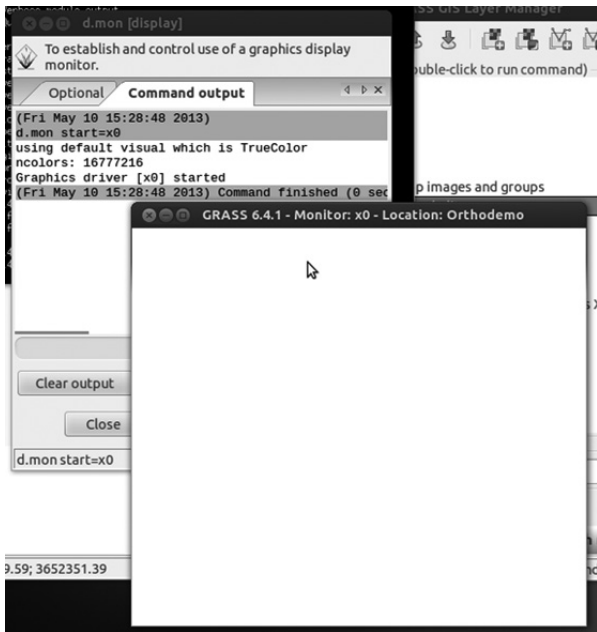 d.mon [display]
To establish and control use of a graphics display
monitor.
Optional
Command output
(Fri May 10 15:28:48 2013)
d.mon start=x0
using default visual which is TrueColor
ncolors: 16777216
Graphics driver [x0] started
(Fri May 10 15:28:48 2013) Command finished (0 sec
Clear output
Close
d.mon start=x0
9.59; 3652351.39
GIS Layer Manager
uble-click to run command)
p images and groups
GRASS 6.4.1 - Monitor: x0 - Location: Orthodemo